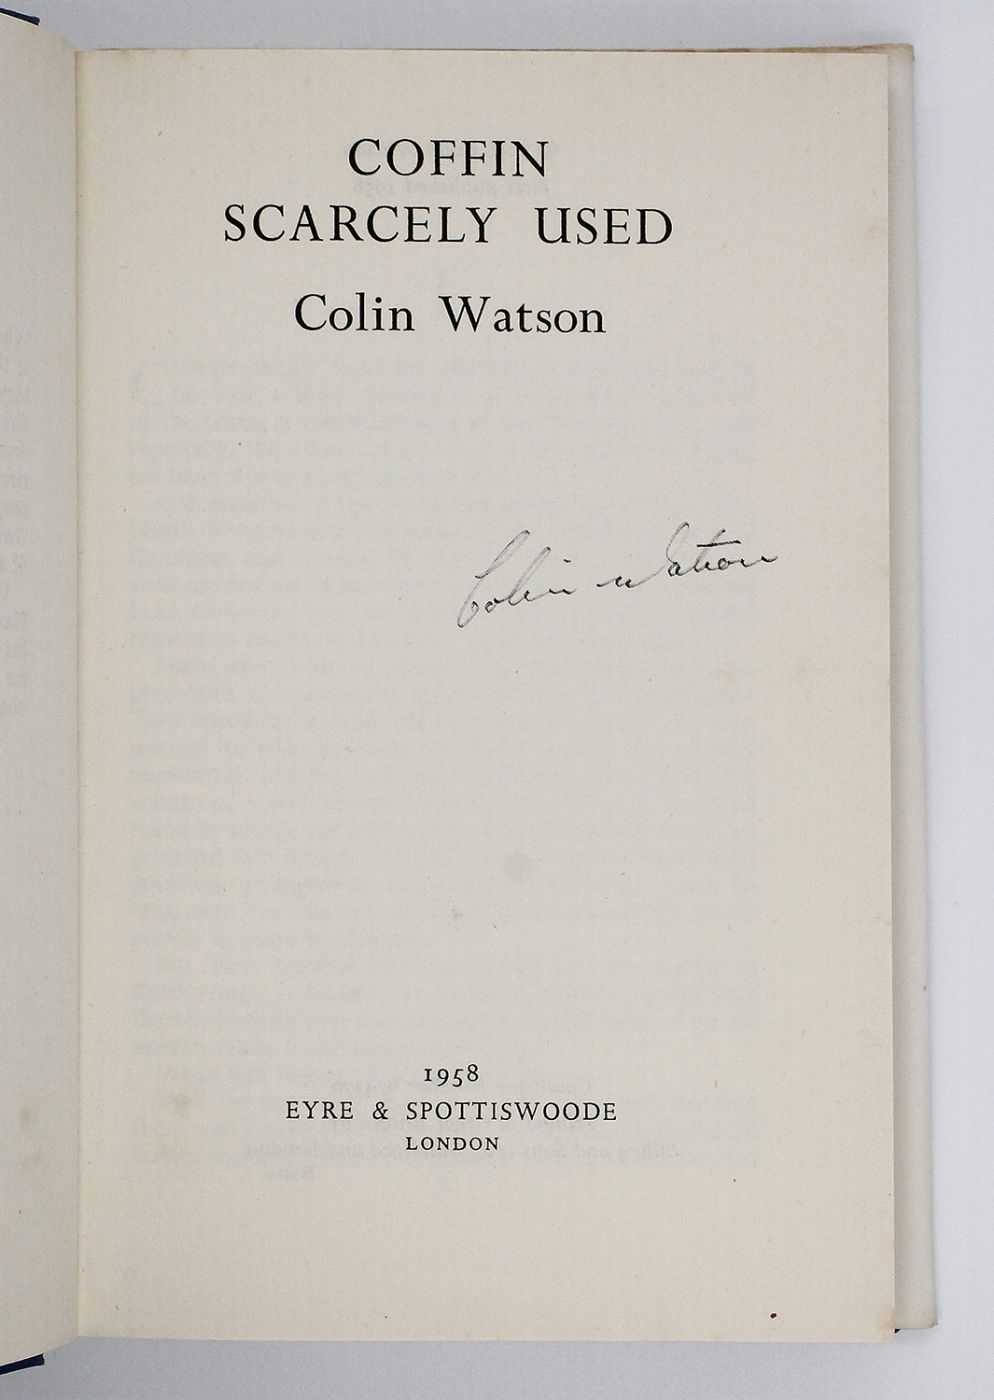 COFFIN
SCARCELY USED
Colin Watson
Colin Watson
1958
EYRE & SPOTTISWOODE
LONDON